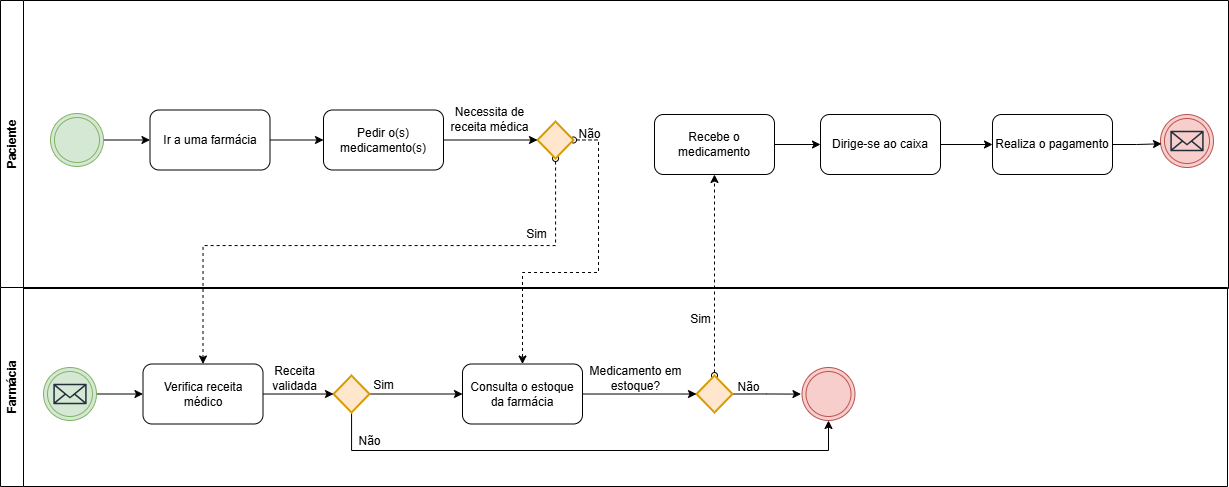 Paciente
Ir a uma farmácia
Pedir o(s)
medicamento(s)
Necessita de
receita médica
Não
Sim
Recebe o
medicamento
Dirige-se ao caixa
Realiza o pagamento
Farmácia
Verifica receita
médico
Receita
validada
Sim
Não
Consulta o estoque
da farmácia
Medicamento em
estoque?
Sim
Não